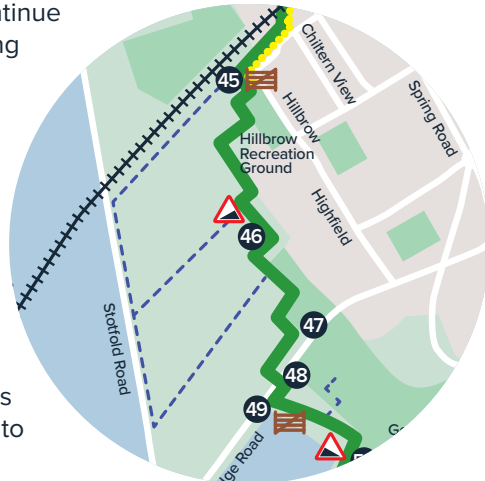 ntinue
ng
Chiltern View
Spring Road
45
Hillbrow
Hillbrow
Recreation
Ground
Highfield
46
Stotfold Road
47
48
s
49
to
ge Road